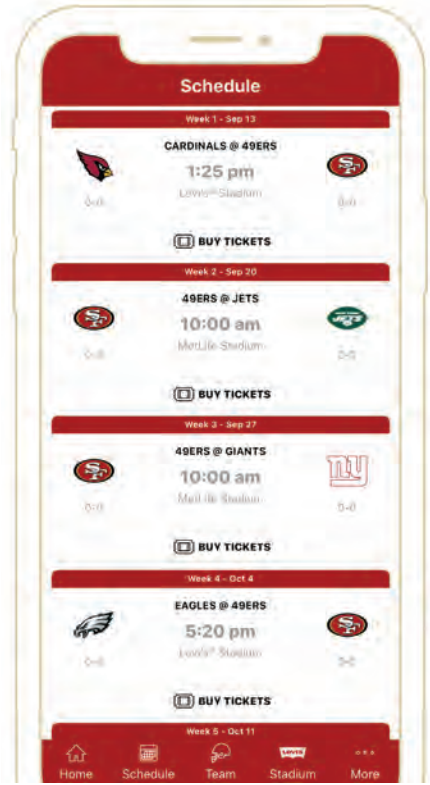 Schedule
Week 1 - Sep 13
CARDINALS @ 49ERS
1:25 pm
Levi's® Stadium
0-0
0-0
BUY TICKETS
Week 2 - Sep 20
49ERS @ JETS
10:00 am
MetLife Stadium
0-0
0-0
BUY TICKETS
Week 3 - Sep 27
49ERS @ GIANTS
10:00 am
MetLife Stadium
0-0
0-0
BUY TICKETS
Week 4 - Oct 4
EAGLES @ 49ERS
5:20 pm
Levi's® Stadium
0-0
0-0
BUY TICKETS
Week 5 - Oct 11
Home Schedule Team Stadium More